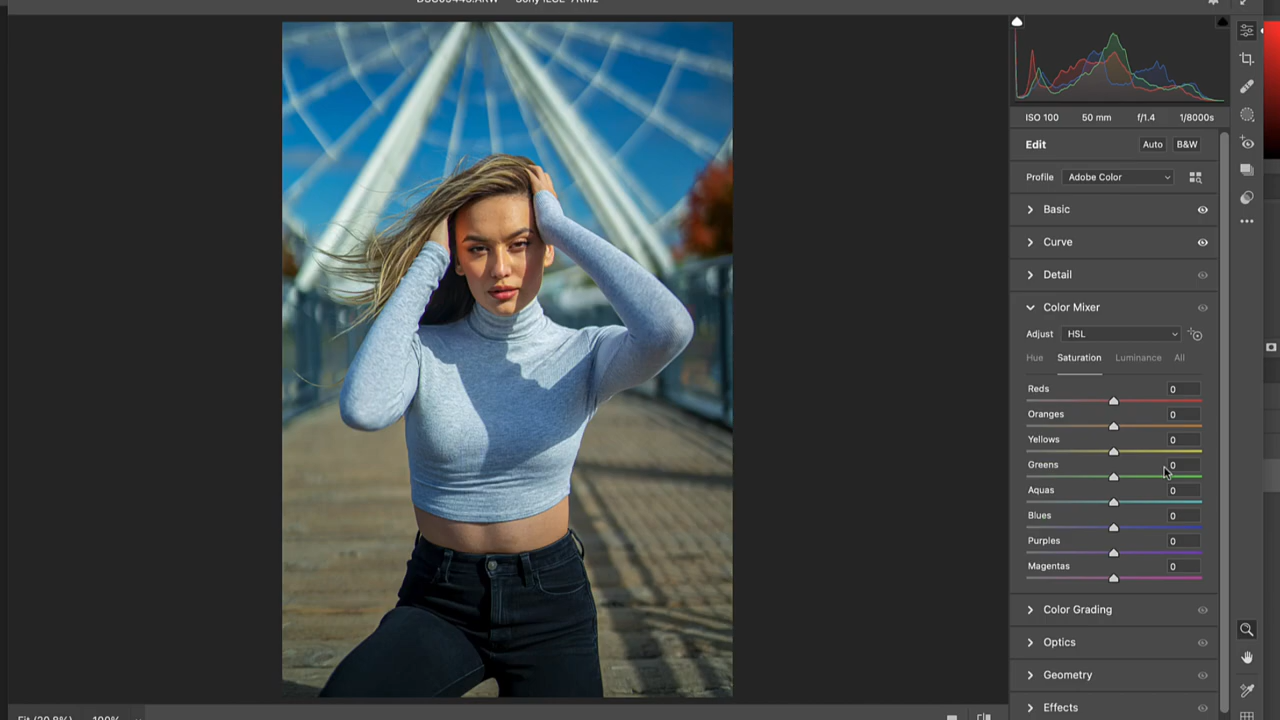 ISO 100 50 mm f/1.4 1/8000s
Edit Auto B&W
Profile Adobe Color
Basic
Curve
Detail
Color Mixer
Adjust HSL
Hue Saturation Luminance All
Reds 0
Oranges 0
Yellows 0
Greens 0
Aquas 0
Blues 0
Purples 0
Magentas 0
Color Grading
Optics
Geometry
Effects
100%